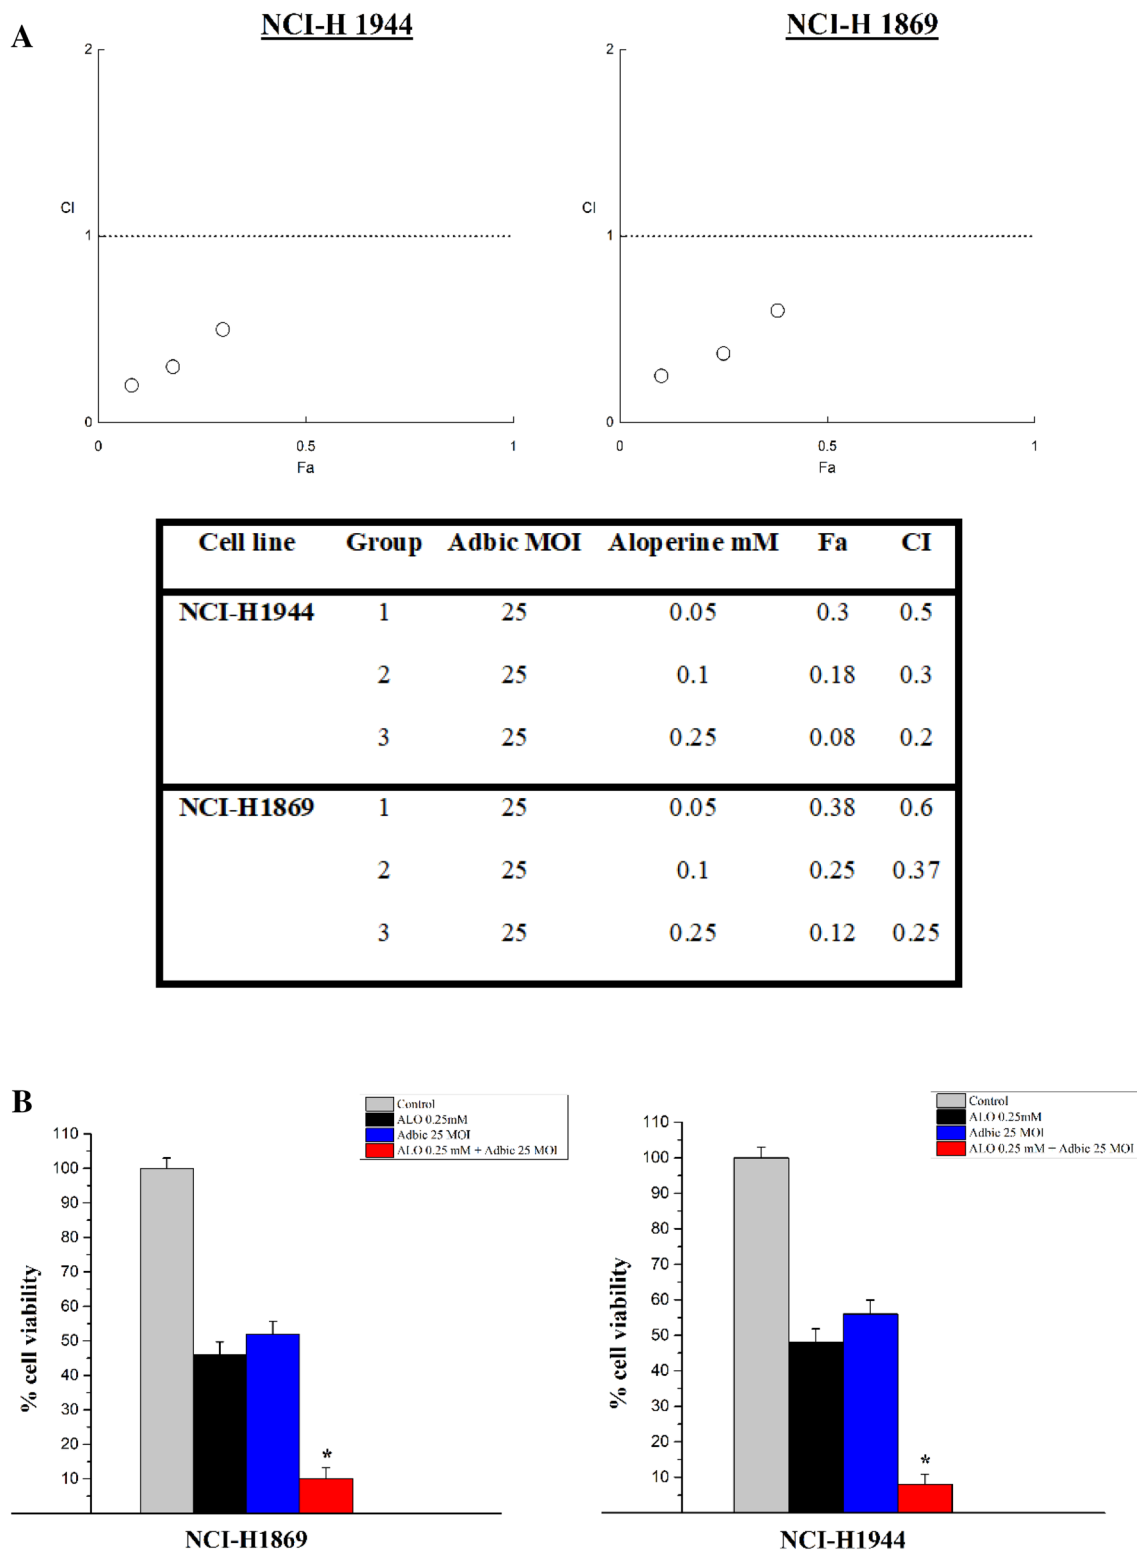 A
NCI-H 1944
NCI-H 1869
2
CI
1
0
0
0.5
1
Fa
2
CI
1
0
0
0.5
1
Fa
Cell line Group Adbic MOI Aloperine mM Fa CI
NCI-H1944 1 25 0.05 0.3 0.5
2 25 0.1 0.18 0.3
3 25 0.25 0.08 0.2
NCI-H1869 1 25 0.05 0.38 0.6
2 25 0.1 0.25 0.37
3 25 0.25 0.12 0.25
B
Control
ALO 0.25mM
Adbic 25 MOI
ALO 0.25 mM + Adbic 25 MOI
110
100
90
80
70
60
50
40
30
20
10
% cell viability
*
NCI-H1869
Control
ALO 0.25mM
Adbic 25 MOI
ALO 0.25 mM + Adbic 25 MOI
110
100
90
80
70
60
50
40
30
20
10
% cell viability
*
NCI-H1944